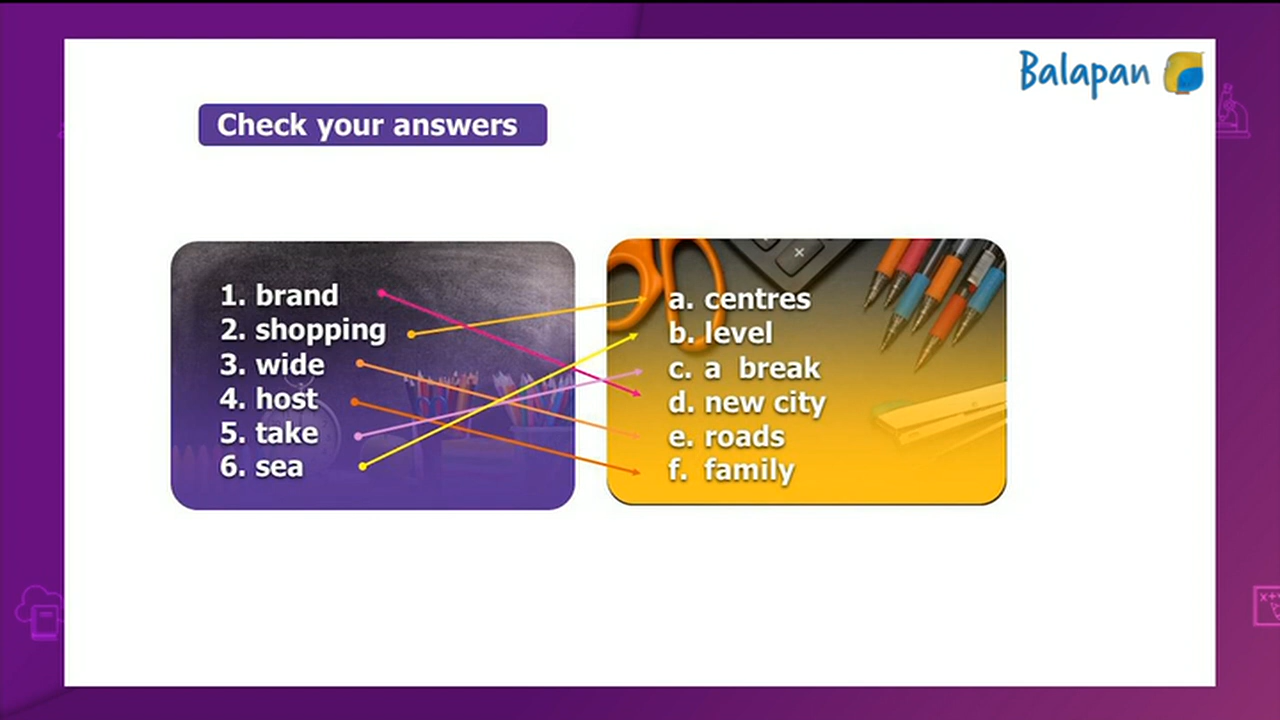 Balapan
Check your answers
1. brand
2. shopping
3. wide
4. host
5. take
6. sea
a. centres
b. level
c. a break
d. new city
e. roads
f. family